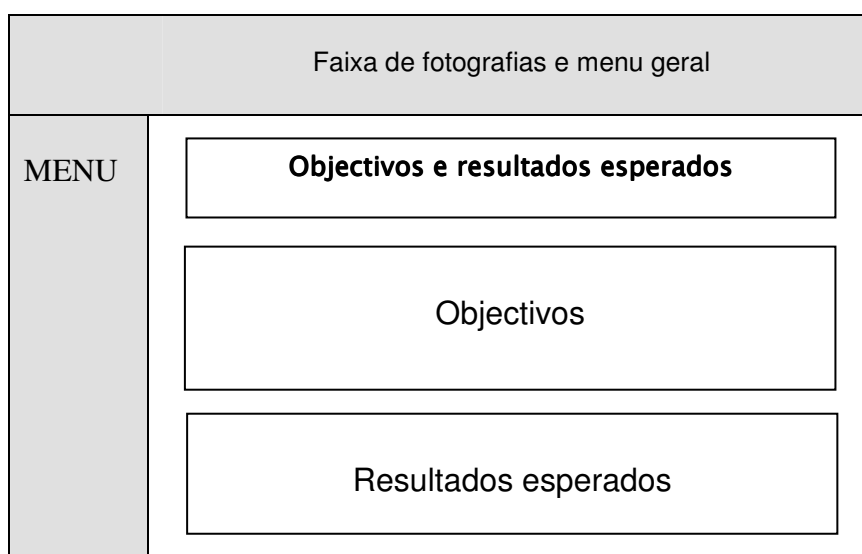 Faixa de fotografias e menu geral
MENU
Objectivos e resultados esperados
Objectivos
Resultados esperados